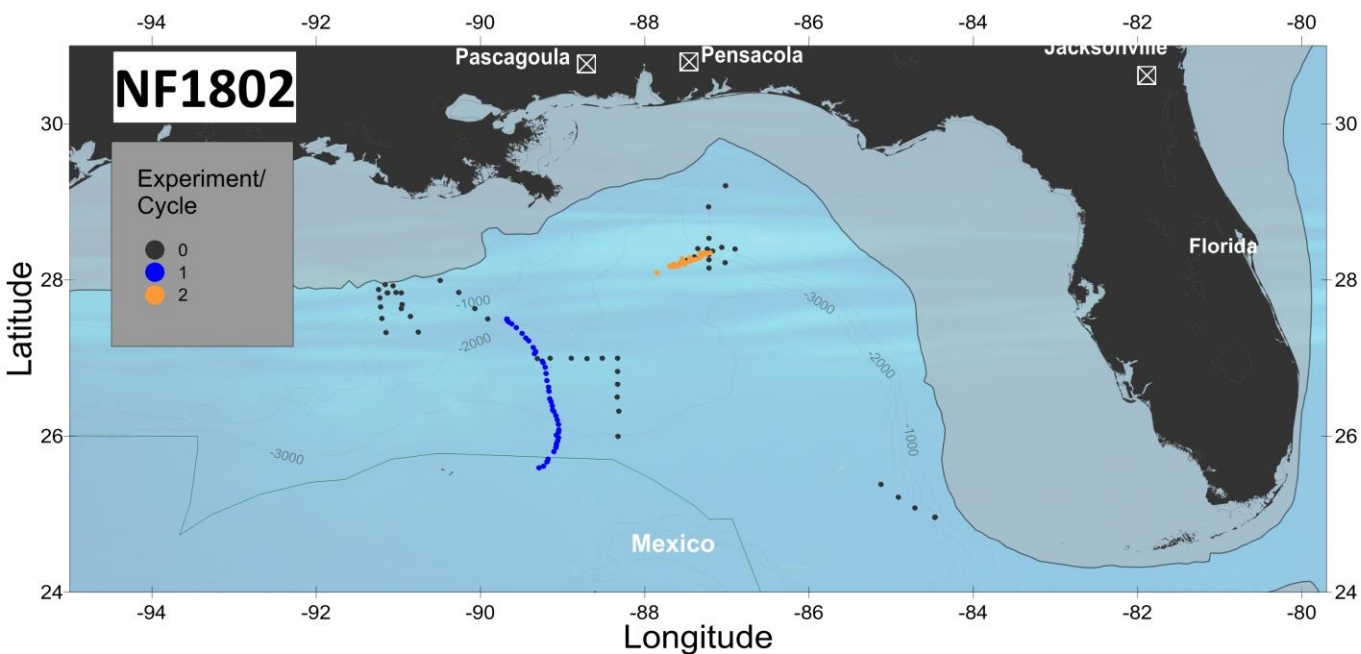 -94 -92 -90 -88 -86 -84 -82 -80
Pascagoula Pensacola Jacksonville
NF1802
30 30
Experiment/
Cycle
0
1
2
Florida
28 28
-1000 -3000
-2000
-2000
26 26
-3000 -1000
Mexico
24 24
-94 -92 -90 -88 -86 -84 -82 -80
Latitude
Longitude